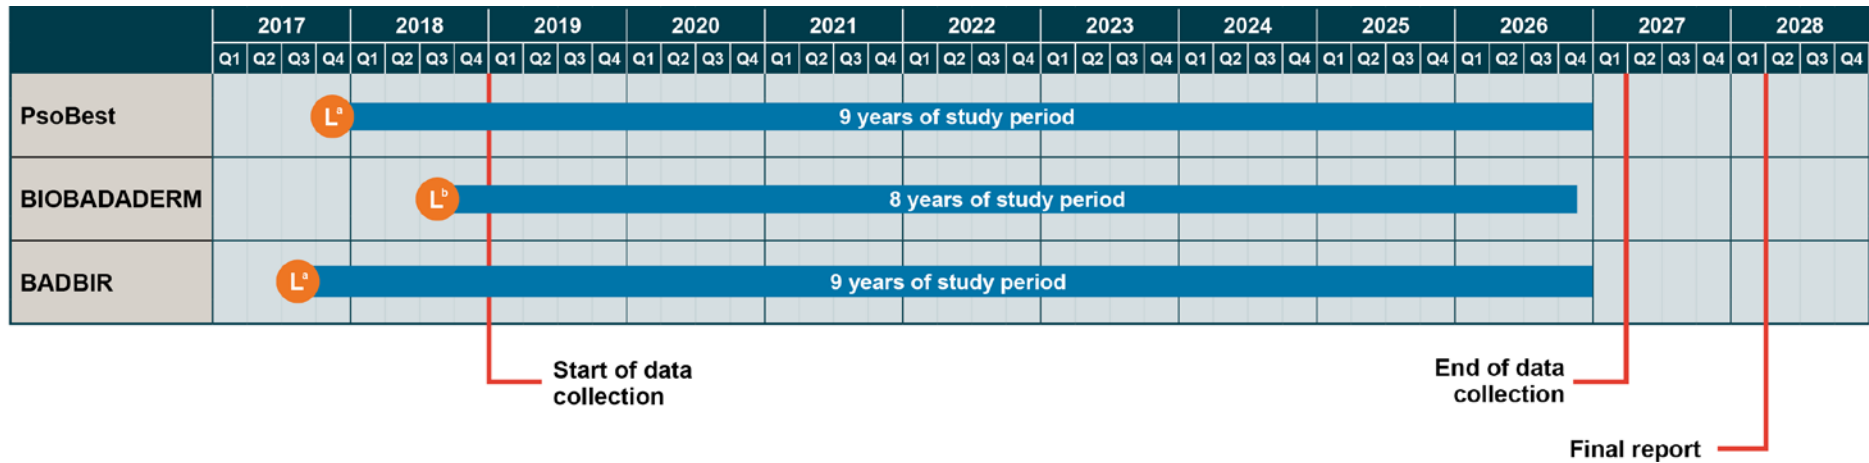 2017 2018 2019 2020 2021 2022 2023 2024 2025 2026 2027 2028
Q1 Q2 Q3 Q4 Q1 Q2 Q3 Q4 Q1 Q2 Q3 Q4 Q1 Q2 Q3 Q4 Q1 Q2 Q3 Q4 Q1 Q2 Q3 Q4 Q1 Q2 Q3 Q4 Q1 Q2 Q3 Q4 Q1 Q2 Q3 Q4 Q1 Q2 Q3 Q4 Q1 Q2 Q3 Q4 Q1 Q2 Q3 Q4
PsoBest Lª 9 years of study period
BIOBADADERM Lᵇ 8 years of study period
BADBIR Lª 9 years of study period
Start of data
collection
End of data
collection
Final report